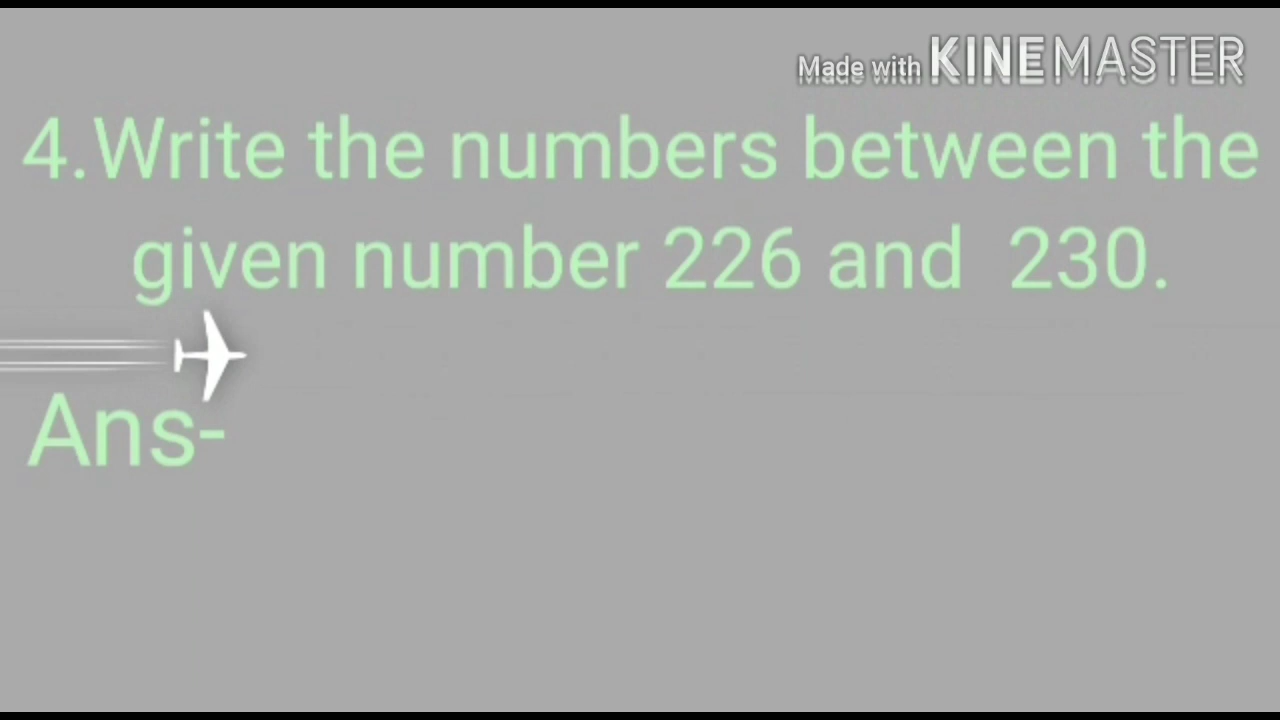 Made with KINEMASTER
4.Write the numbers between the
given number 226 and 230.
Ans-